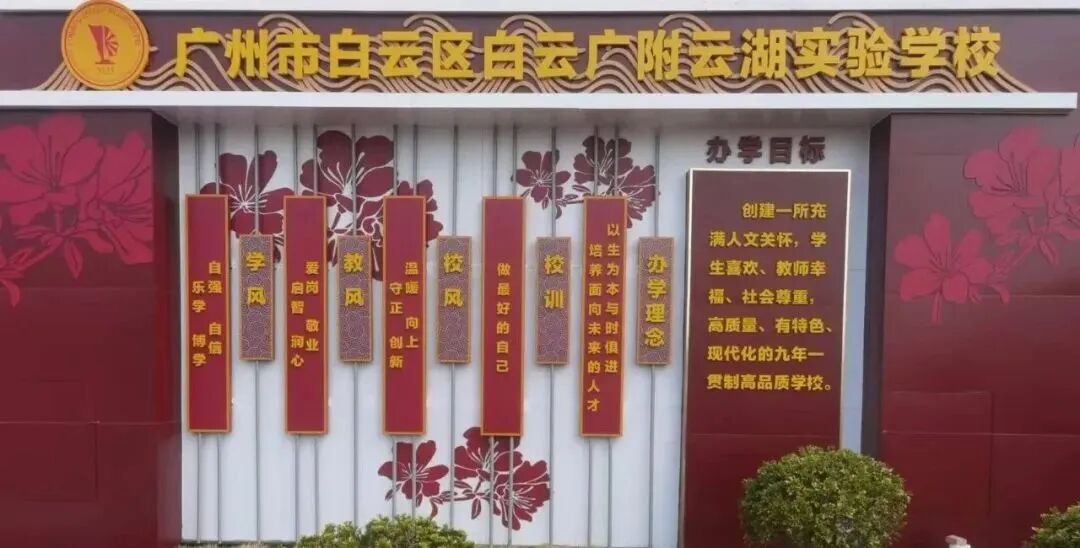 广州市白云区白云广附云湖实验学校
办学目标
创建一所充
满人文关怀，学
生喜欢、教师幸
福、社会尊重，
高质量、有特色、
现代化的九年一
贯制高品质学校。
办学理念
以生为本与时俱进
培养面向未来的人才
校训
做最好的自己
校风
温暖 向上
守正 创新
教风
爱岗 敬业
启智 润心
学风
自强 自信
乐学 博学